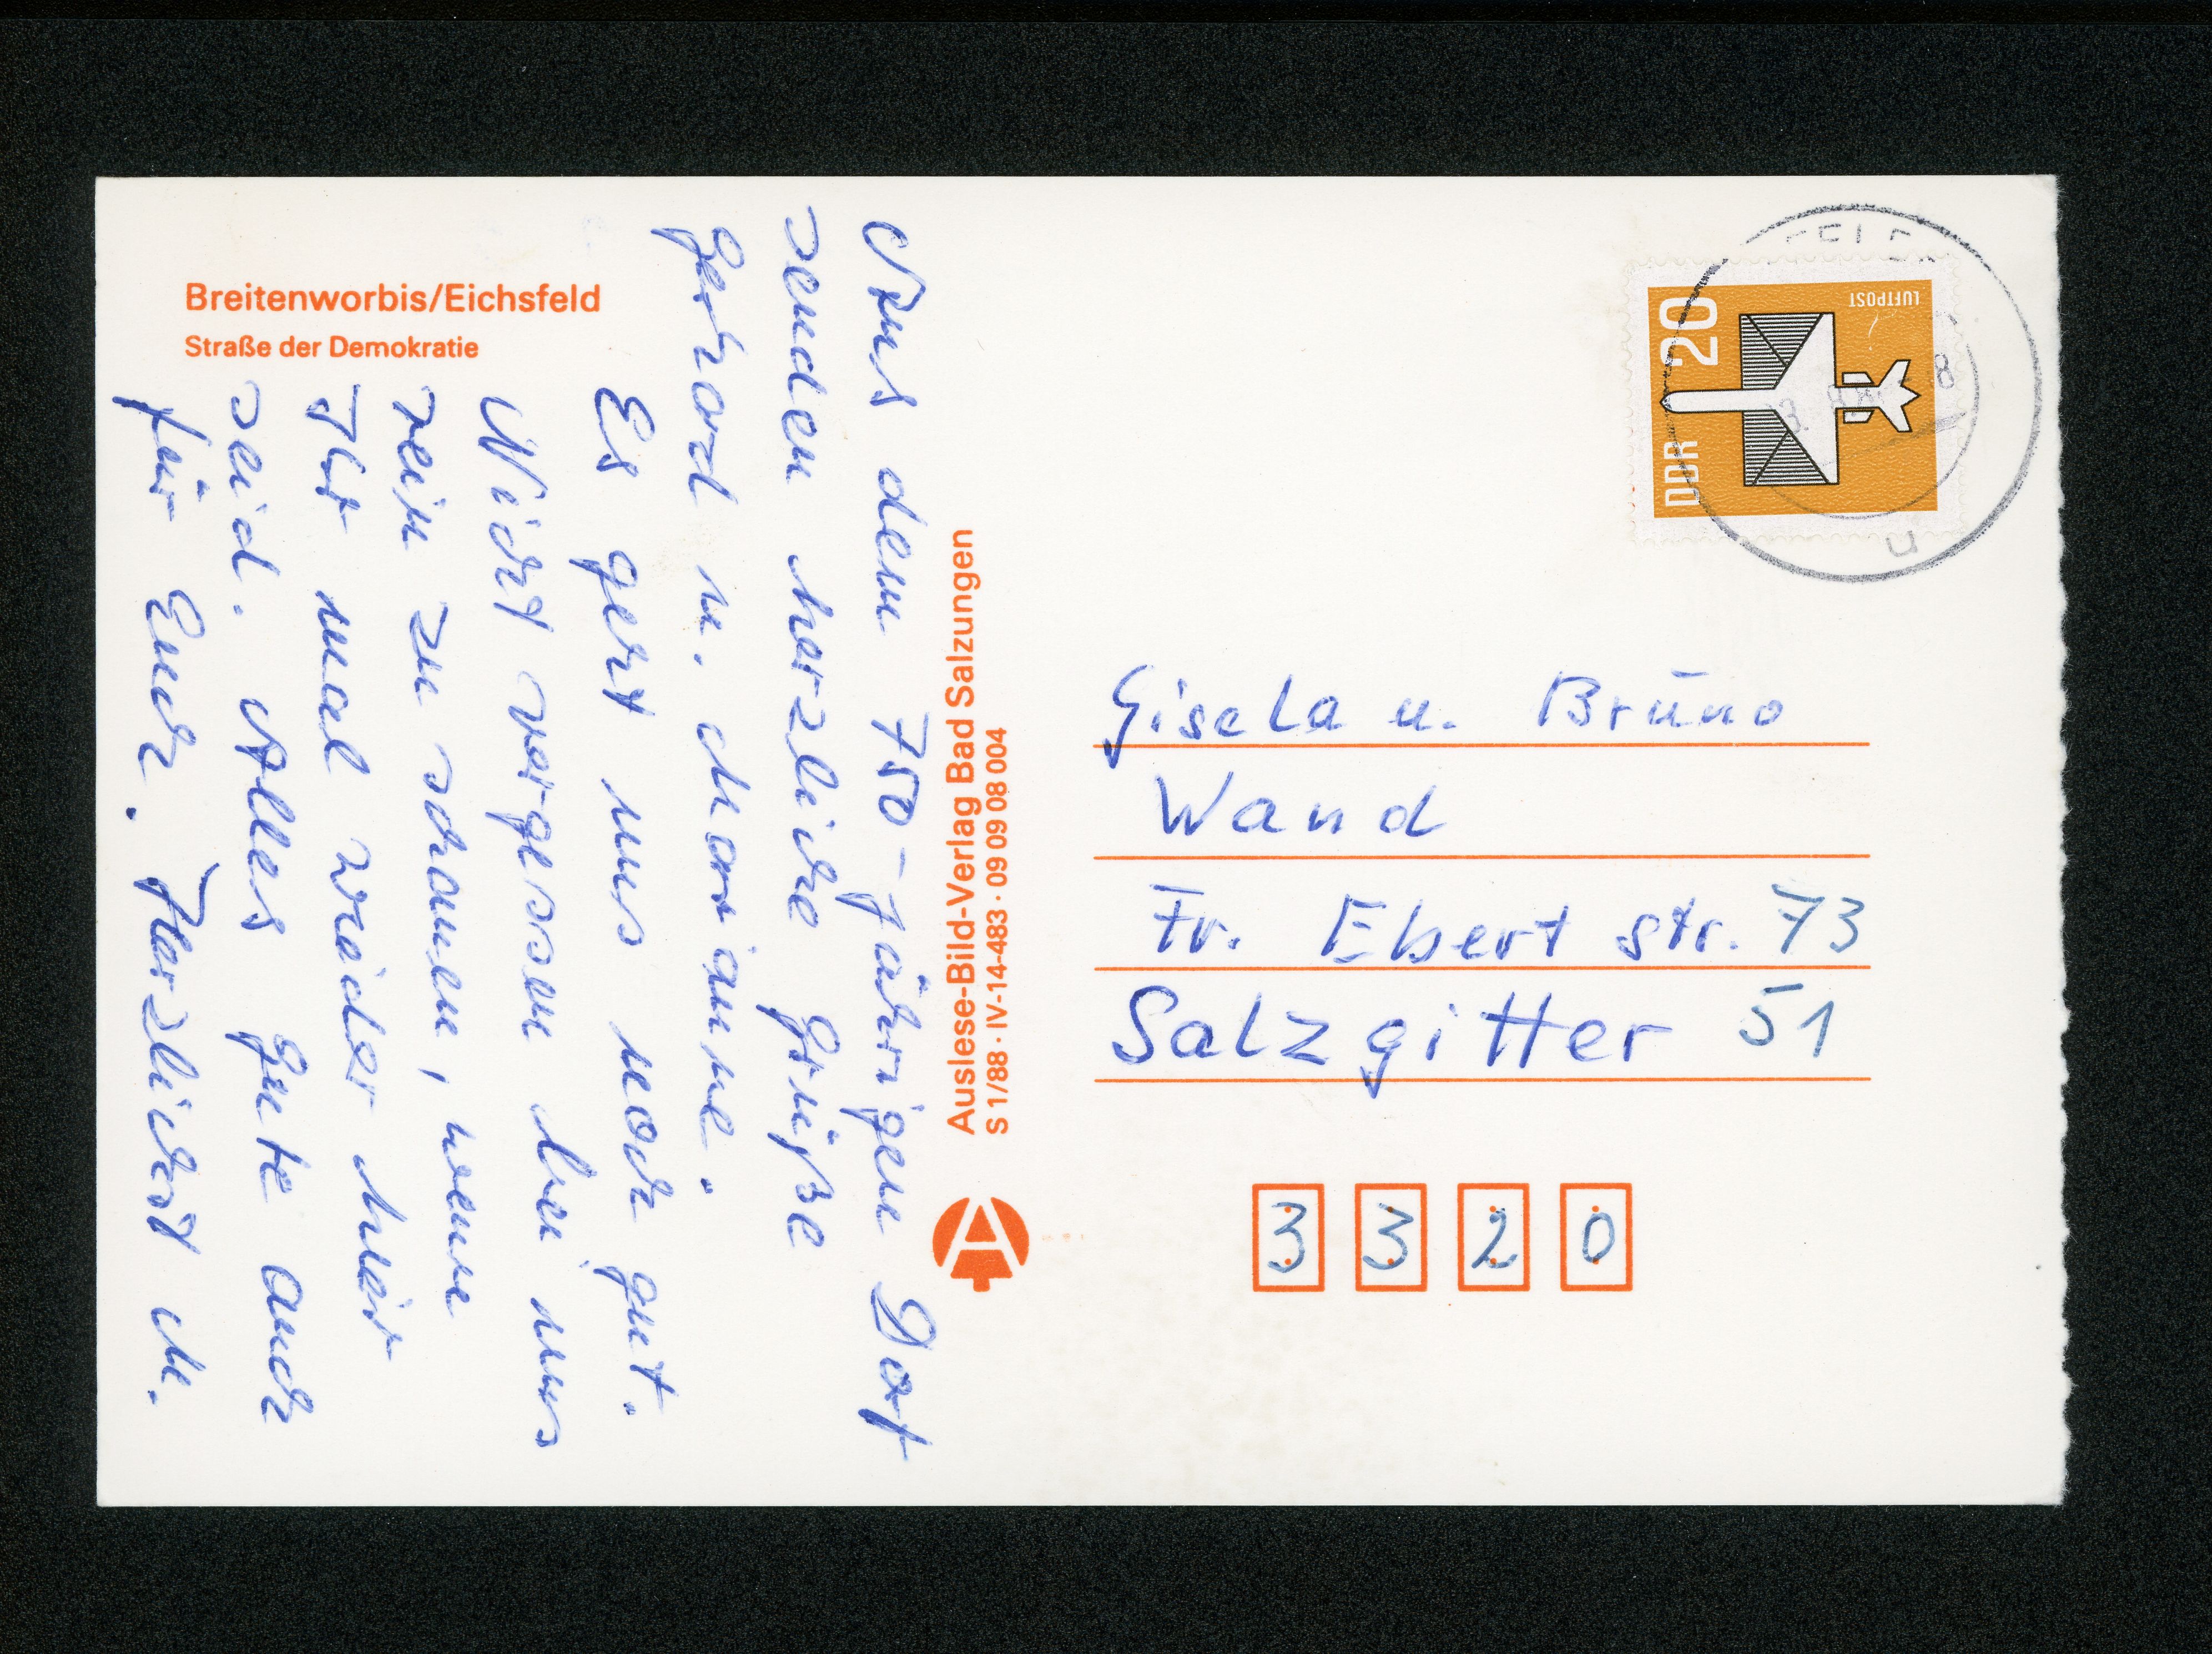 Breitenworbis/Eichsfeld
Straße der Demokratie
Aus dem 750-jährigen Dorf
senden herzliche Grüße
Gerhard u. Marianne.
Es geht uns noch gut.
Nicht vergessen bei uns
rein zu schauen, wenn
Ihr mal wieder hier
seid. Alles Gute auch
für Euch. Herzlichst M.
Auslese-Bild-Verlag Bad Salzungen
S 1/88 · IV-14-483 · 09 09 08 004
DDR 20
LUFTPOST
Gisela u. Bruno
Wand
Fr. Ebert str. 73
Salzgitter 51
3320